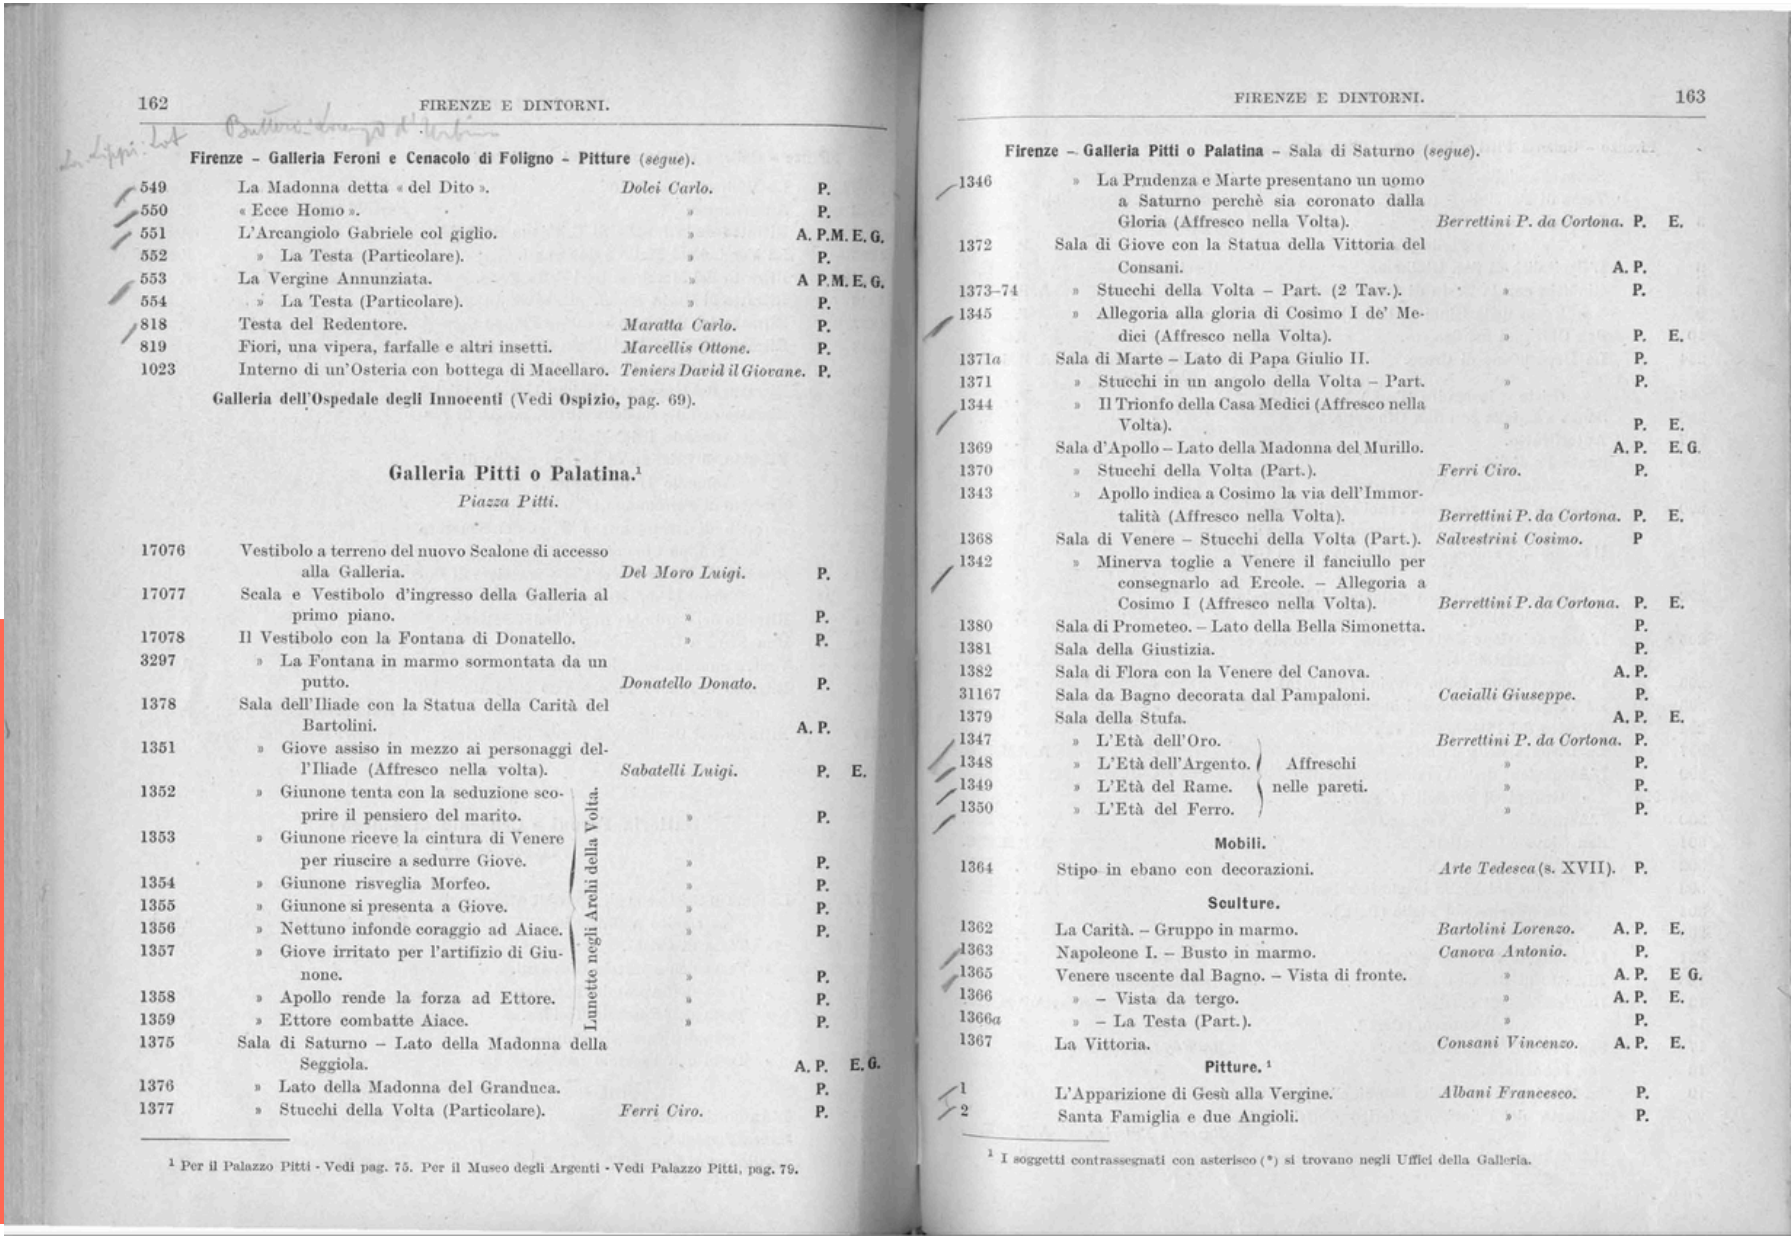 162
FIRENZE E DINTORNI.
Buttero: Lorenzo d'Urbino
Lippi: Lot
Firenze – Galleria Feroni e Cenacolo di Foligno – Pitture (segue).
549 La Madonna detta « del Dito ». Dolci Carlo. P.
550 « Ecce Homo ». » P.
551 L'Arcangiolo Gabriele col giglio. » A. P.M. E. G.
552 » La Testa (Particolare). » P.
553 La Vergine Annunziata. » A P.M. E. G.
554 » La Testa (Particolare). » P.
818 Testa del Redentore. Maratta Carlo. P.
819 Fiori, una vipera, farfalle e altri insetti. Marcellis Ottone. P.
1023 Interno di un'Osteria con bottega di Macellaro. Teniers David il Giovane. P.
Galleria dell'Ospedale degli Innocenti (Vedi Ospizio, pag. 69).
Galleria Pitti o Palatina.¹
Piazza Pitti.
17076 Vestibolo a terreno del nuovo Scalone di accesso
alla Galleria. Del Moro Luigi. P.
17077 Scala e Vestibolo d'ingresso della Galleria al
primo piano. » P.
17078 Il Vestibolo con la Fontana di Donatello. » P.
3297 » La Fontana in marmo sormontata da un
putto. Donatello Donato. P.
1378 Sala dell'Iliade con la Statua della Carità del
Bartolini. A. P.
1351 » Giove assiso in mezzo ai personaggi del-
l'Iliade (Affresco nella volta). Sabatelli Luigi. P. E.
1352 » Giunone tenta con la seduzione sco-
prire il pensiero del marito. » P.
1353 » Giunone riceve la cintura di Venere
per riuscire a sedurre Giove. » P.
1354 » Giunone risveglia Morfeo. » P.
1355 » Giunone si presenta a Giove. » P.
1356 » Nettuno infonde coraggio ad Aiace. » P.
1357 » Giove irritato per l'artifizio di Giu-
none. » P.
1358 » Apollo rende la forza ad Ettore. » P.
1359 » Ettore combatte Aiace. » P.
Lunette negli Archi della Volta.
1375 Sala di Saturno – Lato della Madonna della
Seggiola. A. P. E. G.
1376 » Lato della Madonna del Granduca. P.
1377 » Stucchi della Volta (Particolare). Ferri Ciro. P.
¹ Per il Palazzo Pitti - Vedi pag. 75. Per il Museo degli Argenti - Vedi Palazzo Pitti, pag. 79.
FIRENZE E DINTORNI.
163
Firenze – Galleria Pitti o Palatina – Sala di Saturno (segue).
1346 » La Prudenza e Marte presentano un uomo
a Saturno perchè sia coronato dalla
Gloria (Affresco nella Volta). Berrettini P. da Cortona. P. E.
1372 Sala di Giove con la Statua della Vittoria del
Consani. A. P.
1373–74 » Stucchi della Volta – Part. (2 Tav.). » P.
1345 » Allegoria alla gloria di Cosimo I de' Me-
dici (Affresco nella Volta). » P. E.
1371a Sala di Marte – Lato di Papa Giulio II. P.
1371 » Stucchi in un angolo della Volta – Part. » P.
1344 » Il Trionfo della Casa Medici (Affresco nella
Volta). » P. E.
1369 Sala d'Apollo – Lato della Madonna del Murillo. A. P. E. G.
1370 » Stucchi della Volta (Part.). Ferri Ciro. P.
1343 » Apollo indica a Cosimo la via dell'Immor-
talità (Affresco nella Volta). Berrettini P. da Cortona. P. E.
1368 Sala di Venere – Stucchi della Volta (Part.). Salvestrini Cosimo. P
1342 » Minerva toglie a Venere il fanciullo per
consegnarlo ad Ercole. – Allegoria a
Cosimo I (Affresco nella Volta). Berrettini P. da Cortona. P. E.
1380 Sala di Prometeo. – Lato della Bella Simonetta. P.
1381 Sala della Giustizia. P.
1382 Sala di Flora con la Venere del Canova. A. P.
31167 Sala da Bagno decorata dal Pampaloni. Cacialli Giuseppe. P.
1379 Sala della Stufa. A. P. E.
1347 » L'Età dell'Oro. Berrettini P. da Cortona. P.
1348 » L'Età dell'Argento. Affreschi » P.
1349 » L'Età del Rame. nelle pareti. » P.
1350 » L'Età del Ferro. » P.
Mobili.
1364 Stipo in ebano con decorazioni. Arte Tedesca (s. XVII). P.
Sculture.
1362 La Carità. – Gruppo in marmo. Bartolini Lorenzo. A. P. E.
1363 Napoleone I. – Busto in marmo. Canova Antonio. P.
1365 Venere uscente dal Bagno. – Vista di fronte. » A. P. E G.
1366 » – Vista da tergo. » A. P. E.
1366a » – La Testa (Part.). » P.
1367 La Vittoria. Consani Vincenzo. A. P. E.
Pitture. ¹
1 L'Apparizione di Gesù alla Vergine. Albani Francesco. P.
2 Santa Famiglia e due Angioli. » P.
¹ I soggetti contrassegnati con asterisco (*) si trovano negli Uffici della Galleria.